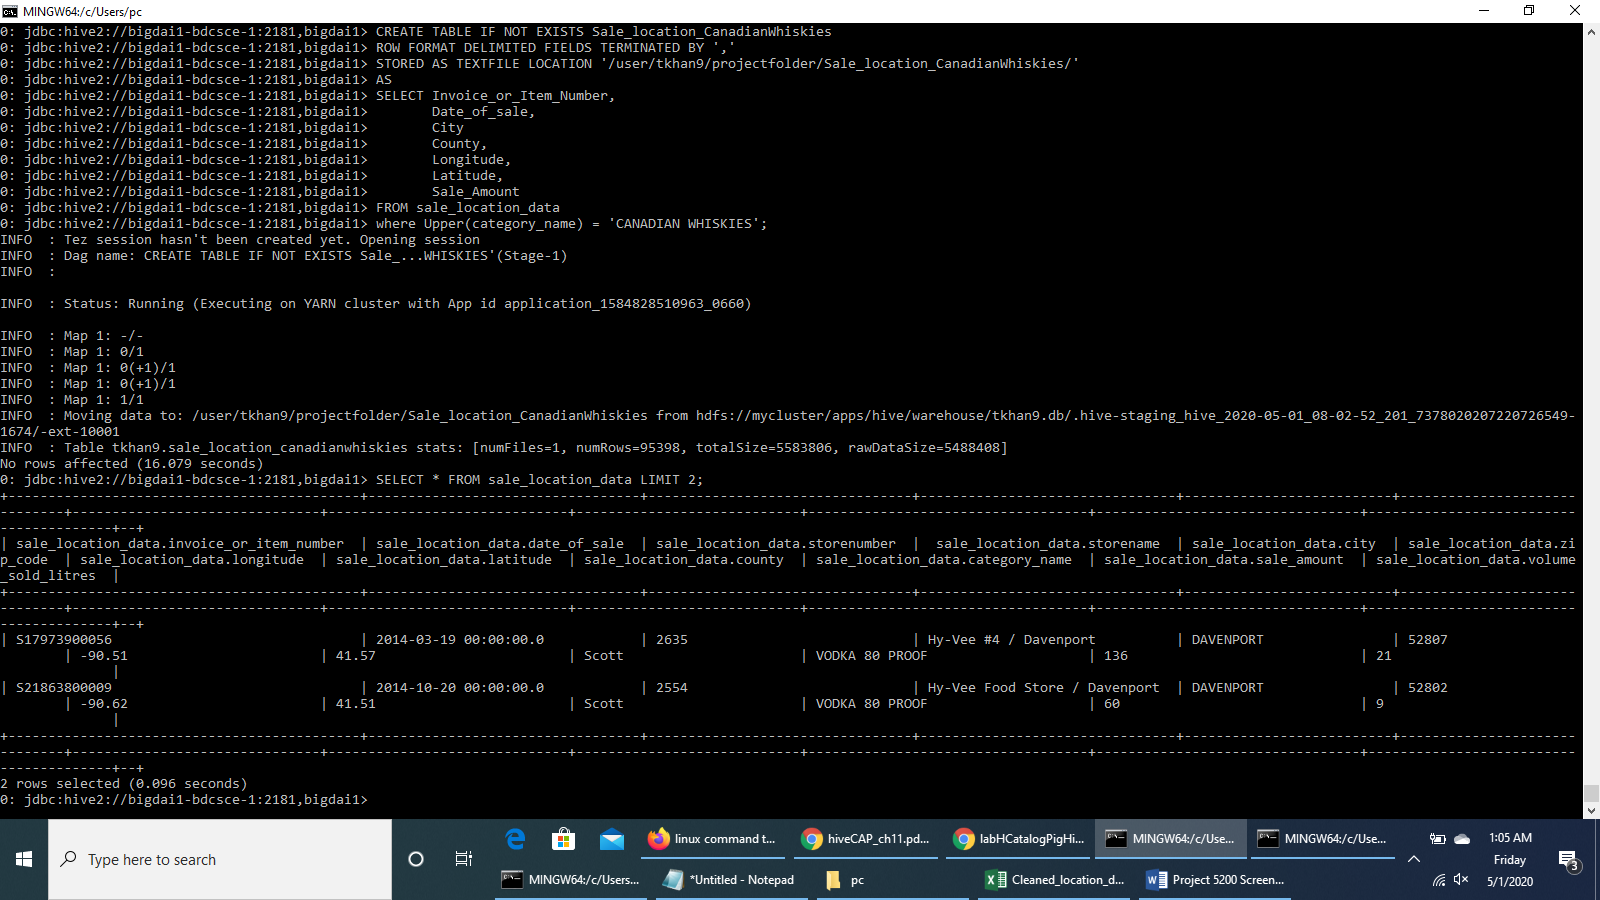 MINGW64:/c/Users/pc
0: jdbc:hive2://bigdai1-bdcsce-1:2181,bigdai1> CREATE TABLE IF NOT EXISTS Sale_location_CanadianWhiskies
0: jdbc:hive2://bigdai1-bdcsce-1:2181,bigdai1> ROW FORMAT DELIMITED FIELDS TERMINATED BY ','
0: jdbc:hive2://bigdai1-bdcsce-1:2181,bigdai1> STORED AS TEXTFILE LOCATION '/user/tkhan9/projectfolder/Sale_location_CanadianWhiskies/'
0: jdbc:hive2://bigdai1-bdcsce-1:2181,bigdai1> AS
0: jdbc:hive2://bigdai1-bdcsce-1:2181,bigdai1> SELECT Invoice_or_Item_Number,
0: jdbc:hive2://bigdai1-bdcsce-1:2181,bigdai1>        Date_of_sale,
0: jdbc:hive2://bigdai1-bdcsce-1:2181,bigdai1>        City
0: jdbc:hive2://bigdai1-bdcsce-1:2181,bigdai1>        County,
0: jdbc:hive2://bigdai1-bdcsce-1:2181,bigdai1>        Longitude,
0: jdbc:hive2://bigdai1-bdcsce-1:2181,bigdai1>        Latitude,
0: jdbc:hive2://bigdai1-bdcsce-1:2181,bigdai1>        Sale_Amount
0: jdbc:hive2://bigdai1-bdcsce-1:2181,bigdai1> FROM sale_location_data
0: jdbc:hive2://bigdai1-bdcsce-1:2181,bigdai1> where Upper(category_name) = 'CANADIAN WHISKIES';
INFO  : Tez session hasn't been created yet. Opening session
INFO  : Dag name: CREATE TABLE IF NOT EXISTS Sale_...WHISKIES'(Stage-1)
INFO  :
INFO  : Status: Running (Executing on YARN cluster with App id application_1584828510963_0660)
INFO  : Map 1: -/-
INFO  : Map 1: 0/1
INFO  : Map 1: 0(+1)/1
INFO  : Map 1: 0(+1)/1
INFO  : Map 1: 1/1
INFO  : Moving data to: /user/tkhan9/projectfolder/Sale_location_CanadianWhiskies from hdfs://mycluster/apps/hive/warehouse/tkhan9.db/.hive-staging_hive_2020-05-01_08-02-52_201_7378020207220726549-
1674/-ext-10001
INFO  : Table tkhan9.sale_location_canadianwhiskies stats: [numFiles=1, numRows=95398, totalSize=5583806, rawDataSize=5488408]
No rows affected (16.079 seconds)
0: jdbc:hive2://bigdai1-bdcsce-1:2181,bigdai1> SELECT * FROM sale_location_data LIMIT 2;
| sale_location_data.invoice_or_item_number  | sale_location_data.date_of_sale  | sale_location_data.storenumber  |  sale_location_data.storename  | sale_location_data.city  | sale_location_data.zi
p_code  | sale_location_data.longitude  | sale_location_data.latitude  | sale_location_data.county  | sale_location_data.category_name  | sale_location_data.sale_amount  | sale_location_data.volume
_sold_litres  |
| S17973900056 | 2014-03-19 00:00:00.0 | 2635 | Hy-Vee #4 / Davenport | DAVENPORT | 52807
| -90.51 | 41.57 | Scott | VODKA 80 PROOF | 136 | 21
|
| S21863800009 | 2014-10-20 00:00:00.0 | 2554 | Hy-Vee Food Store / Davenport | DAVENPORT | 52802
| -90.62 | 41.51 | Scott | VODKA 80 PROOF | 60 | 9
|
2 rows selected (0.096 seconds)
0: jdbc:hive2://bigdai1-bdcsce-1:2181,bigdai1>
Type here to search
linux command t...
hiveCAP_ch11.pd...
labHCatalogPigHi...
MINGW64:/c/Use...
MINGW64:/c/Use...
MINGW64:/c/Users...
*Untitled - Notepad
pc
Cleaned_location_d...
Project 5200 Screen...
1:05 AM
Friday
5/1/2020
3